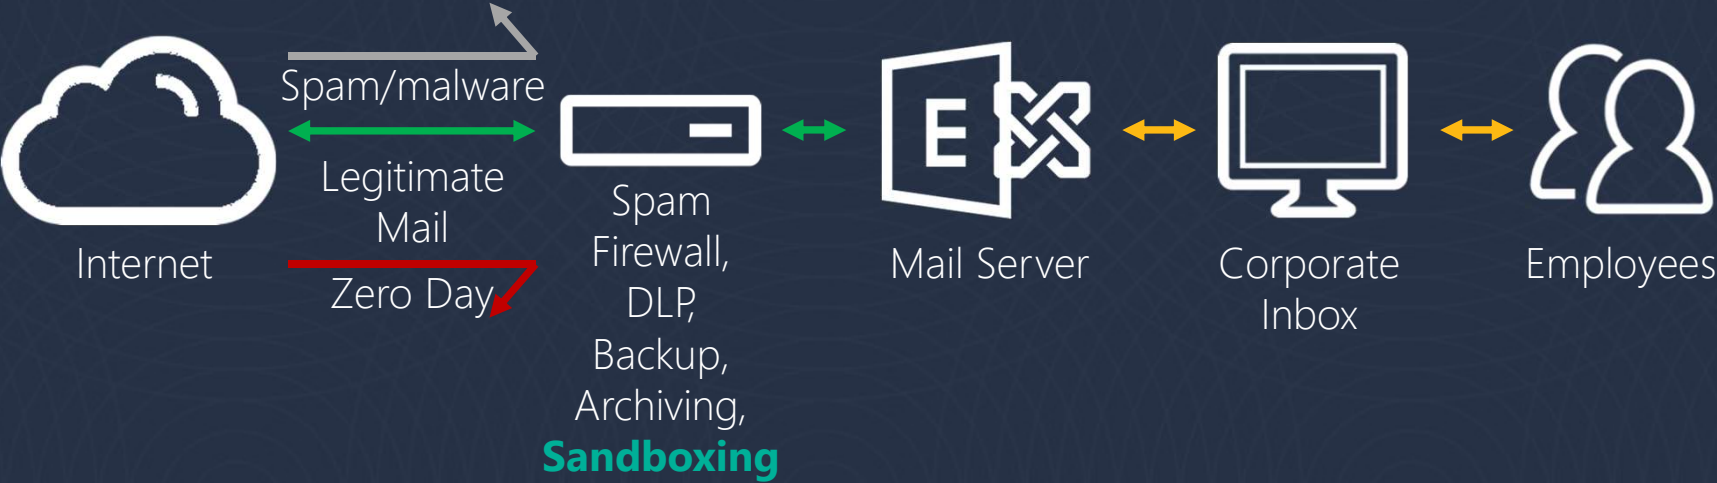 Spam/malware
Legitimate
Mail
Zero Day
Internet
Spam
Firewall,
DLP,
Backup,
Archiving,
Sandboxing
E
Mail Server
Corporate
Inbox
Employees